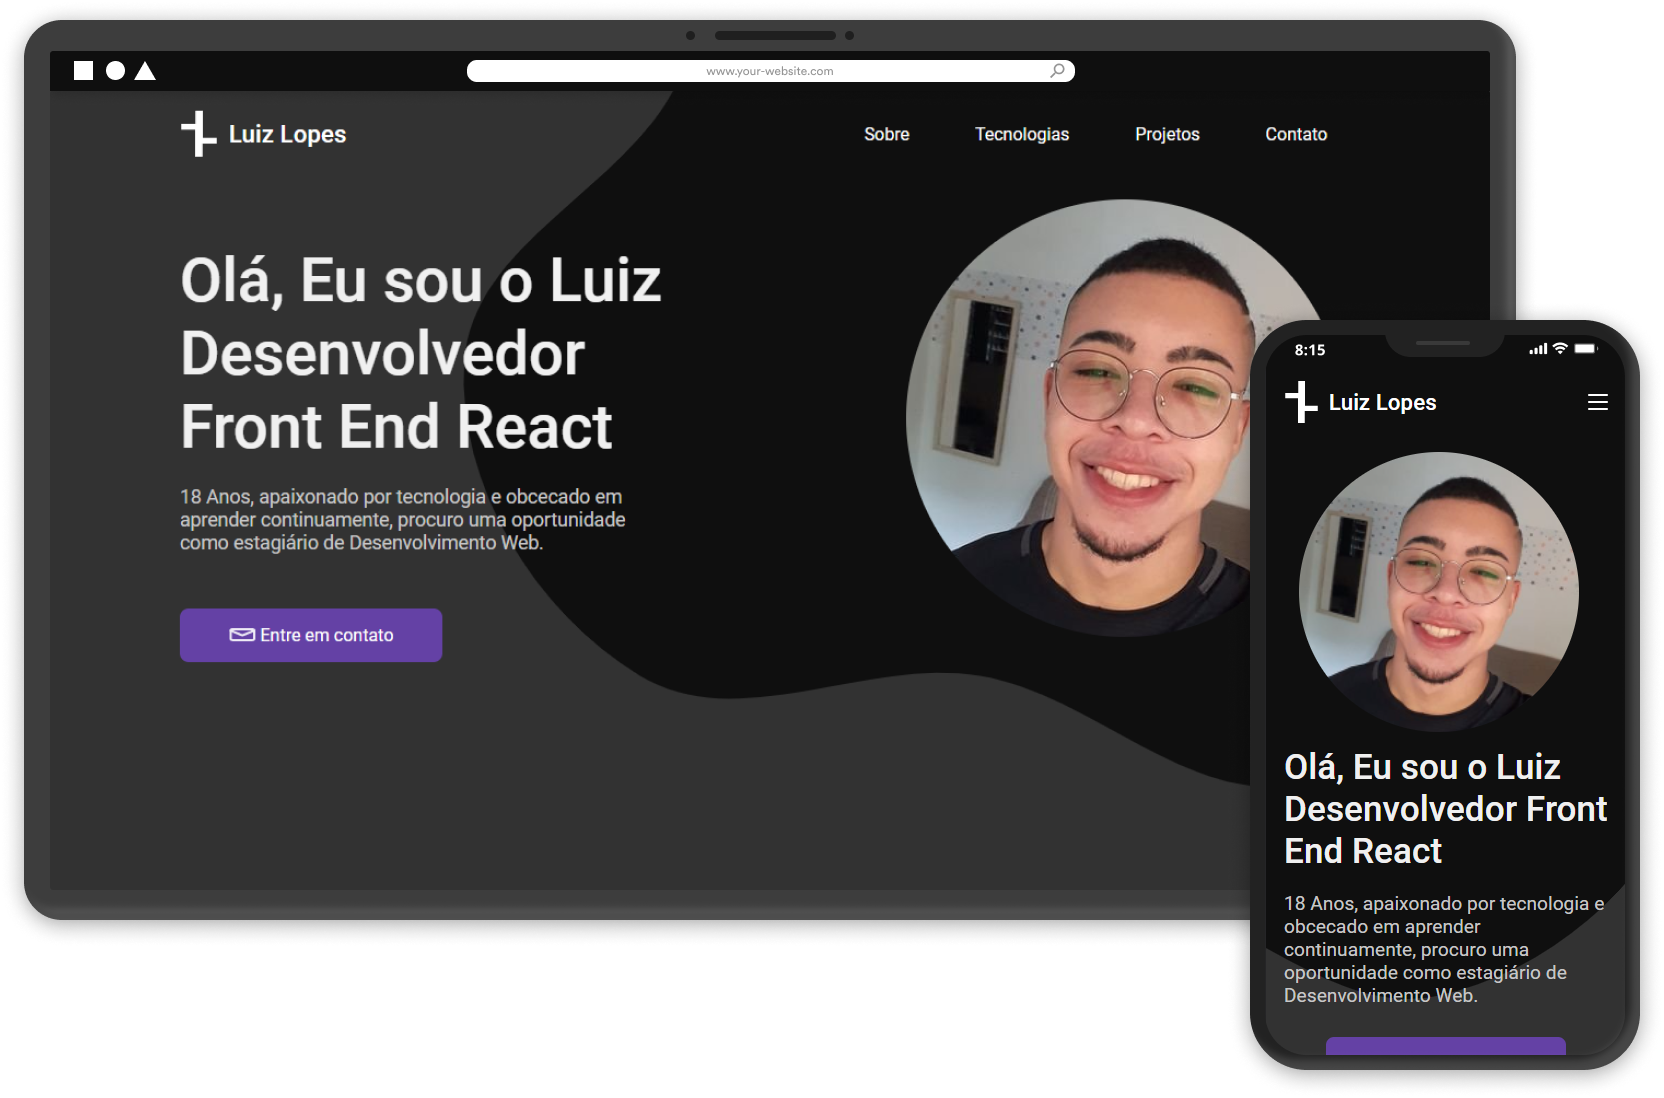 www.your-website.com
Luiz Lopes
Sobre Tecnologias Projetos Contato
Olá, Eu sou o Luiz
Desenvolvedor
Front End React
18 Anos, apaixonado por tecnologia e obcecado em
aprender continuamente, procuro uma oportunidade
como estagiário de Desenvolvimento Web.
Entre em contato
8:15
Luiz Lopes
Olá, Eu sou o Luiz
Desenvolvedor Front
End React
18 Anos, apaixonado por tecnologia e
obcecado em aprender
continuamente, procuro uma
oportunidade como estagiário de
Desenvolvimento Web.